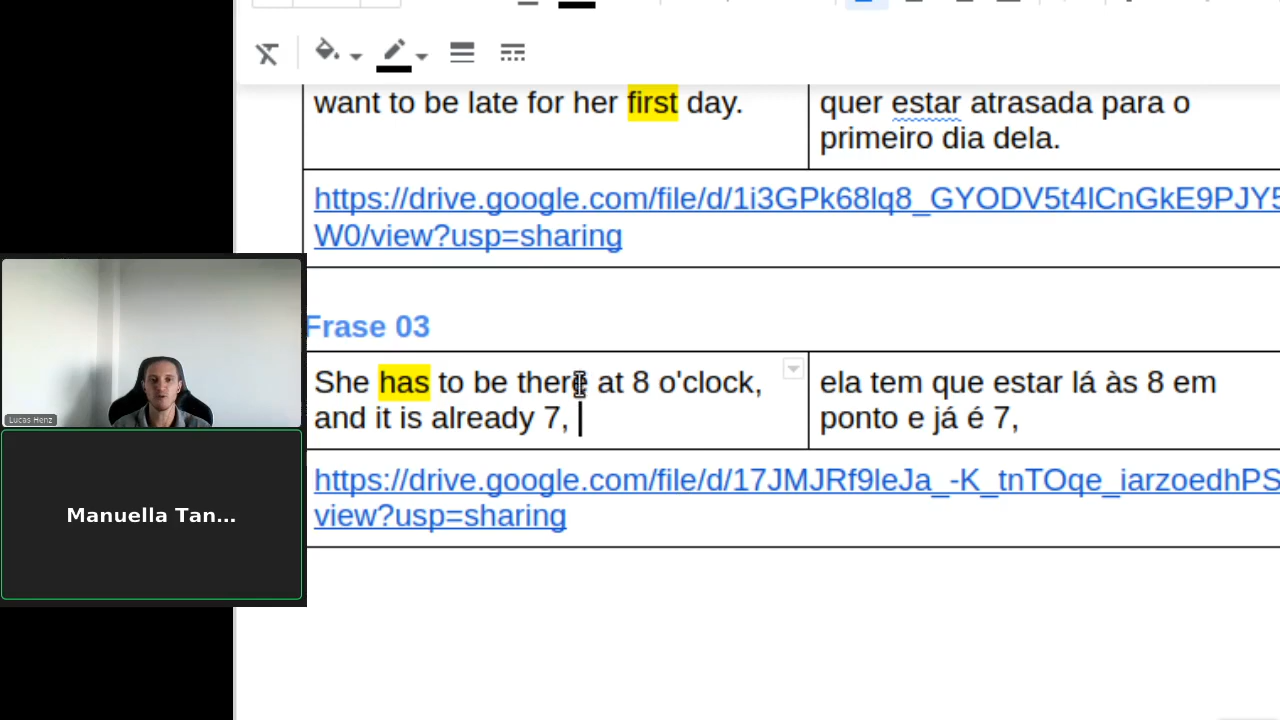 want to be late for her first day.
quer estar atrasada para o
primeiro dia dela.
https://drive.google.com/file/d/1i3GPk68lq8_GYODV5t4lCnGkE9PJY5
W0/view?usp=sharing
Frase 03
She has to be there at 8 o'clock,
and it is already 7,
ela tem que estar lá às 8 em
ponto e já é 7,
https://drive.google.com/file/d/17JMJRf9leJa_-K_tnTOqe_iarzoedhPS
view?usp=sharing
Lucas Henz
Manuella Tan...